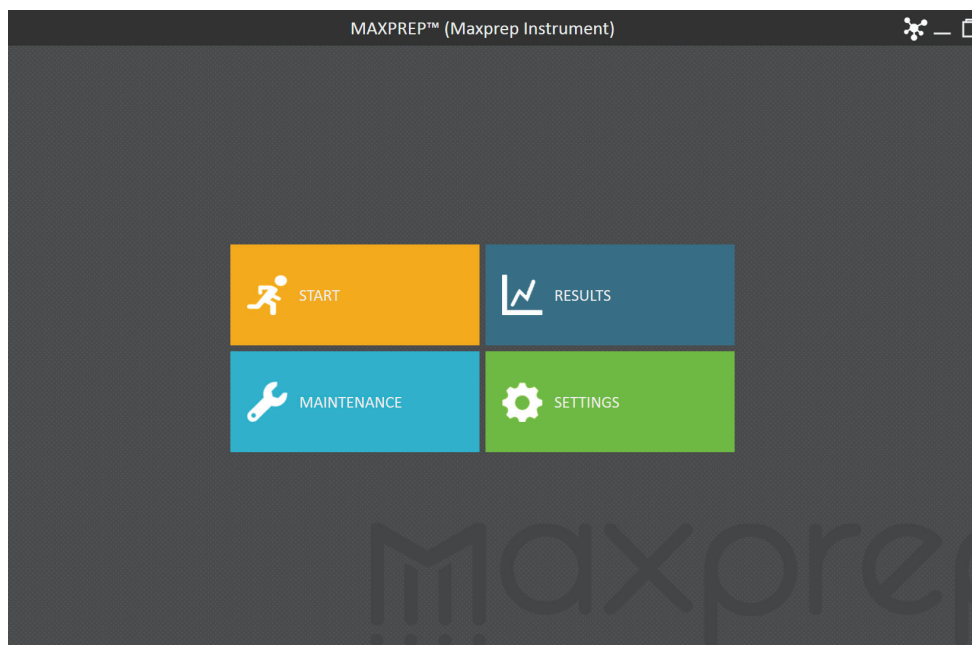 MAXPREP™ (Maxprep Instrument)
START
RESULTS
MAINTENANCE
SETTINGS
maxprep